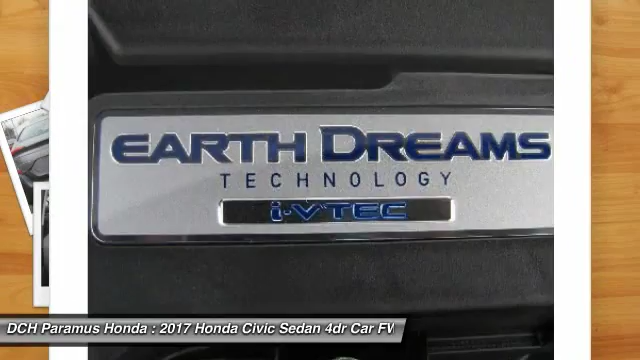 EARTH DREAMS
TECHNOLOGY
i-VTEC
DCH Paramus Honda : 2017 Honda Civic Sedan 4dr Car FV